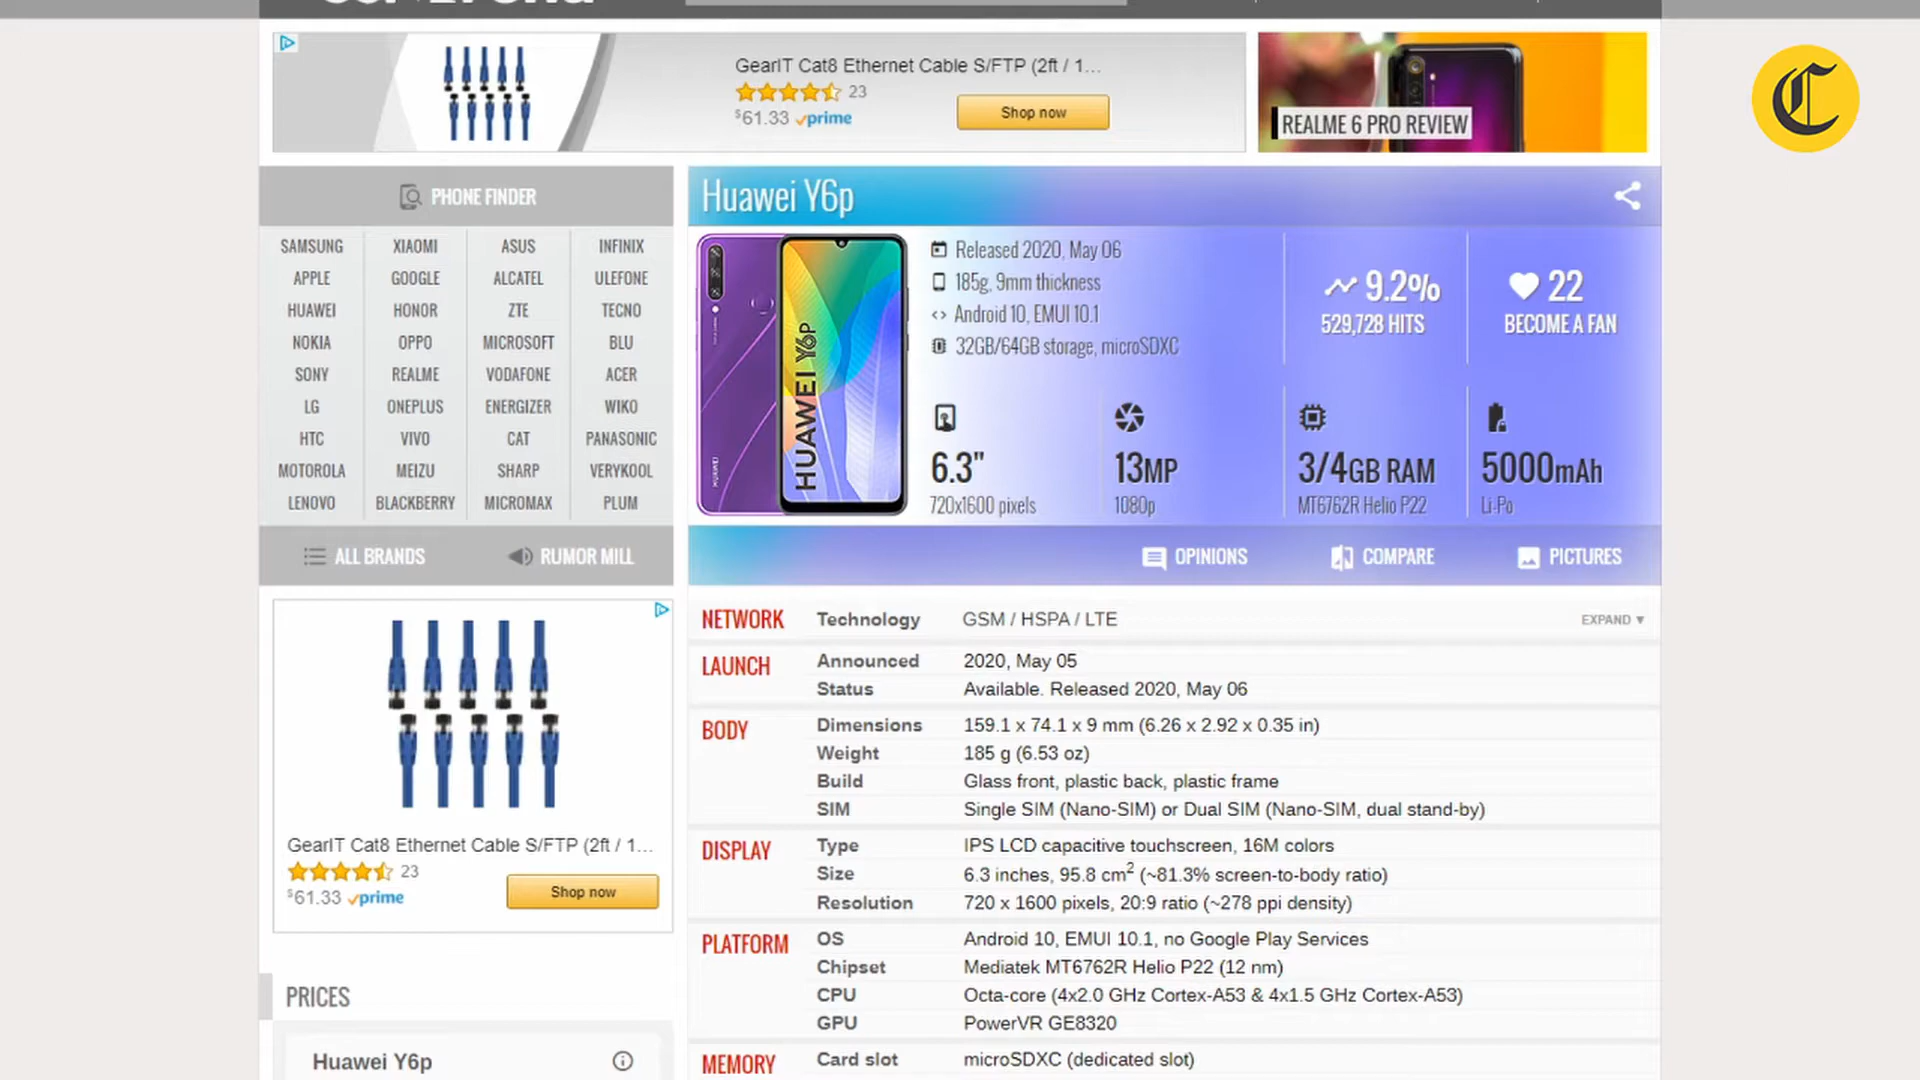 GearIT Cat8 Ethernet Cable S/FTP (2ft / 1...
23
$61.33 prime
Shop now
REALME 6 PRO REVIEW
C
PHONE FINDER
SAMSUNG XIAOMI ASUS INFINIX
APPLE GOOGLE ALCATEL ULEFONE
HUAWEI HONOR ZTE TECNO
NOKIA OPPO MICROSOFT BLU
SONY REALME VODAFONE ACER
LG ONEPLUS ENERGIZER WIKO
HTC VIVO CAT PANASONIC
MOTOROLA MEIZU SHARP VERYKOOL
LENOVO BLACKBERRY MICROMAX PLUM
ALL BRANDS RUMOR MILL
Huawei Y6p
HUAWEI Y6P
HUAWEI
Released 2020, May 06
185g, 9mm thickness
Android 10, EMUI 10.1
32GB/64GB storage, microSDXC
9.2%
529,728 HITS
22
BECOME A FAN
6.3"
720x1600 pixels
13MP
1080p
3/4GB RAM
MT6762R Helio P22
5000mAh
Li-Po
OPINIONS COMPARE PICTURES
NETWORK Technology GSM / HSPA / LTE EXPAND ▼
LAUNCH Announced 2020, May 05
Status Available. Released 2020, May 06
BODY Dimensions 159.1 x 74.1 x 9 mm (6.26 x 2.92 x 0.35 in)
Weight 185 g (6.53 oz)
Build Glass front, plastic back, plastic frame
SIM Single SIM (Nano-SIM) or Dual SIM (Nano-SIM, dual stand-by)
DISPLAY Type IPS LCD capacitive touchscreen, 16M colors
Size 6.3 inches, 95.8 cm2 (~81.3% screen-to-body ratio)
Resolution 720 x 1600 pixels, 20:9 ratio (~278 ppi density)
PLATFORM OS Android 10, EMUI 10.1, no Google Play Services
Chipset Mediatek MT6762R Helio P22 (12 nm)
CPU Octa-core (4x2.0 GHz Cortex-A53 & 4x1.5 GHz Cortex-A53)
GPU PowerVR GE8320
MEMORY Card slot microSDXC (dedicated slot)
GearIT Cat8 Ethernet Cable S/FTP (2ft / 1...
23
$61.33 prime
Shop now
PRICES
Huawei Y6p